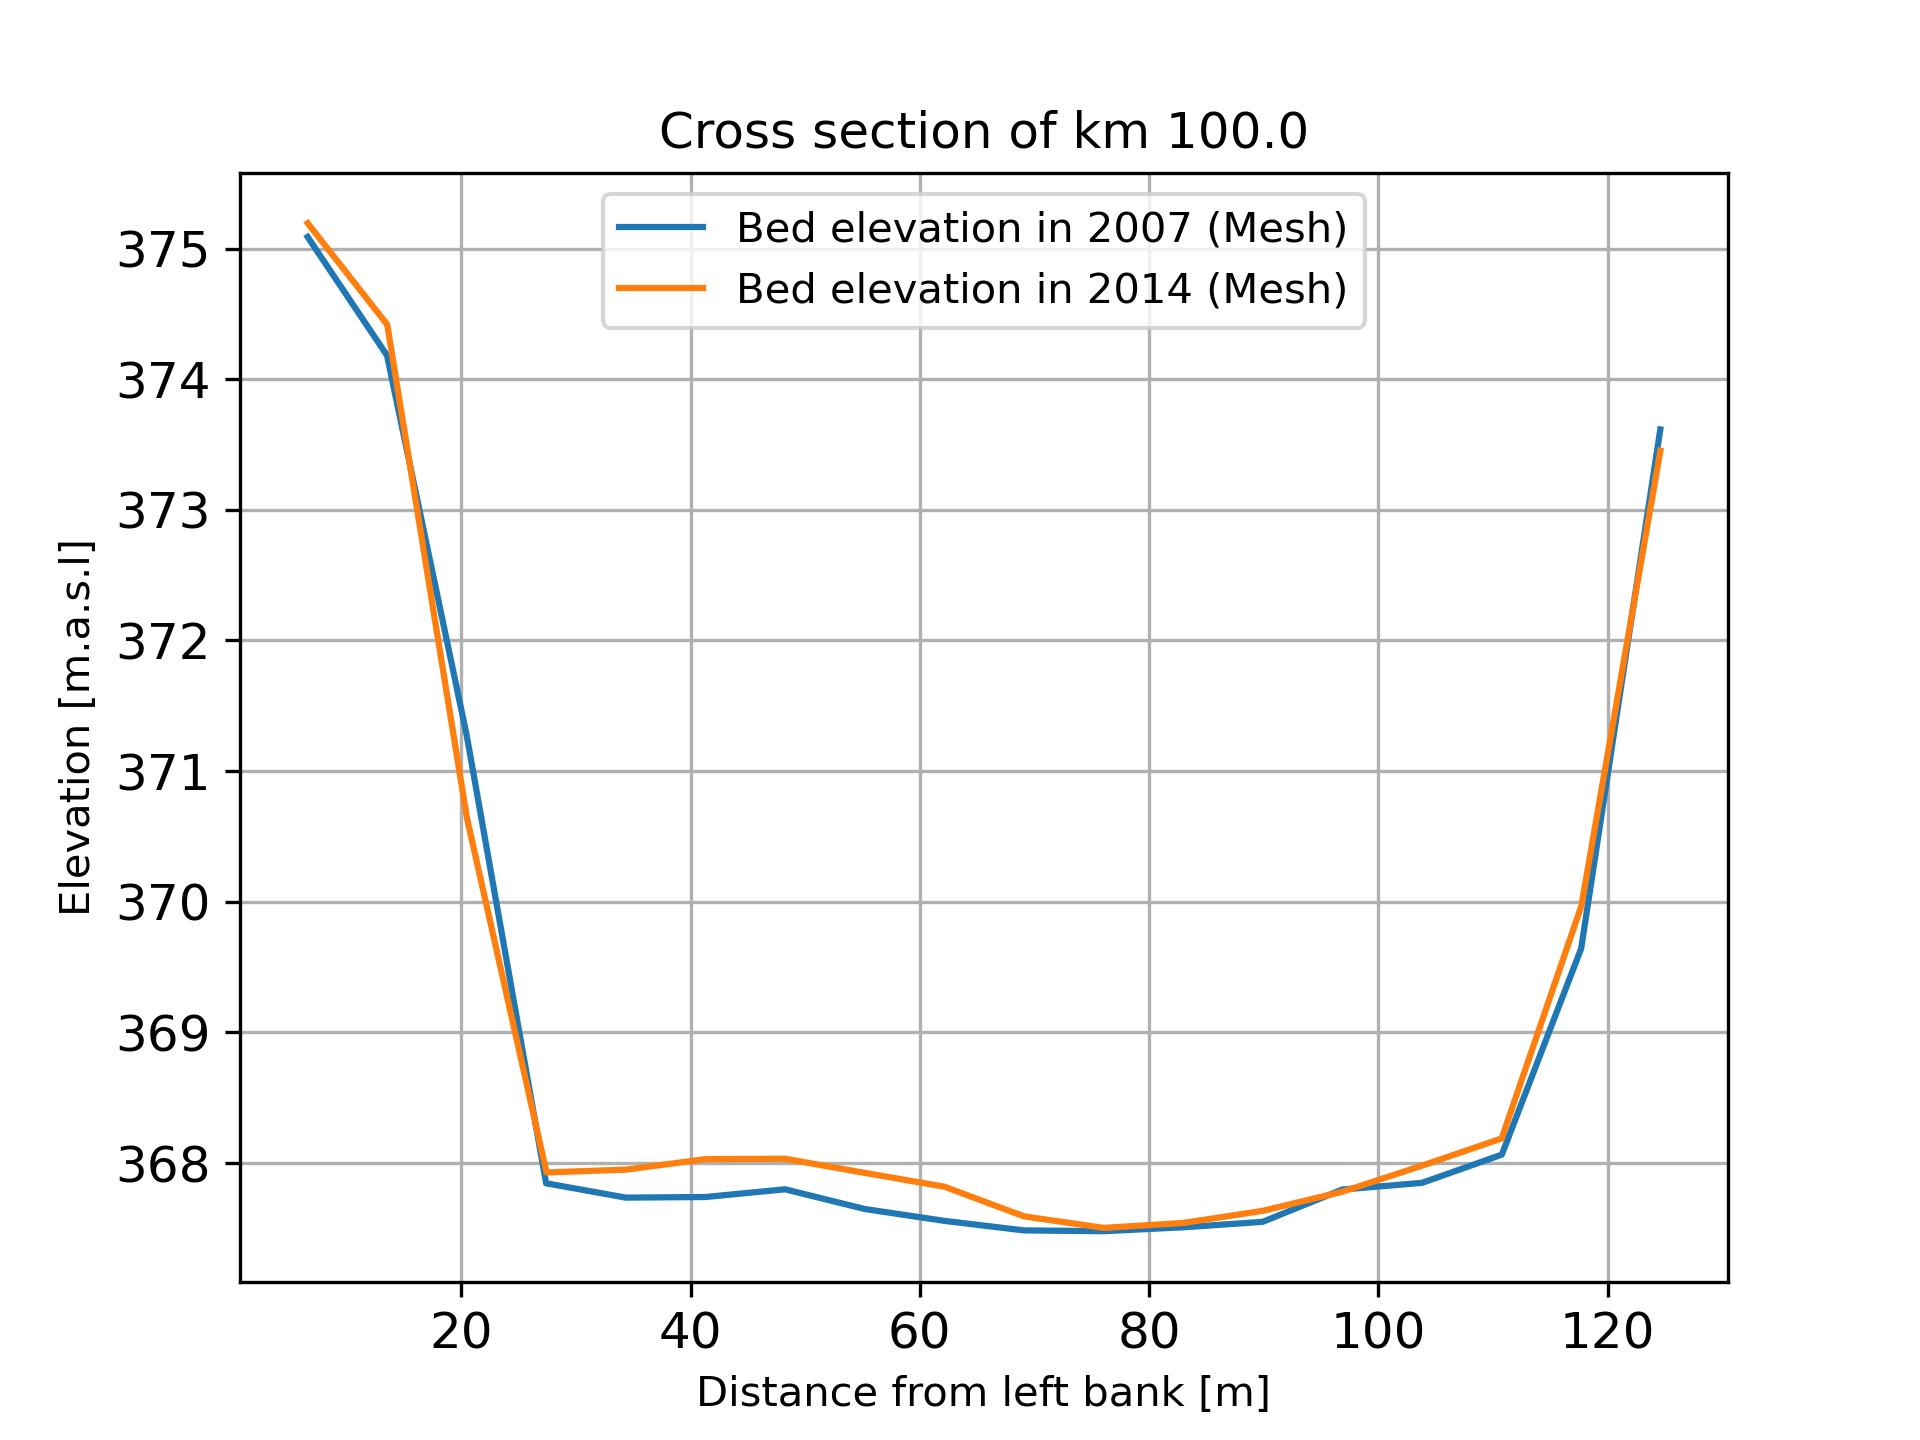 Cross section of km 100.0
Bed elevation in 2007 (Mesh)
Bed elevation in 2014 (Mesh)
Elevation [m.a.s.l]
375
374
373
372
371
370
369
368
20 40 60 80 100 120
Distance from left bank [m]